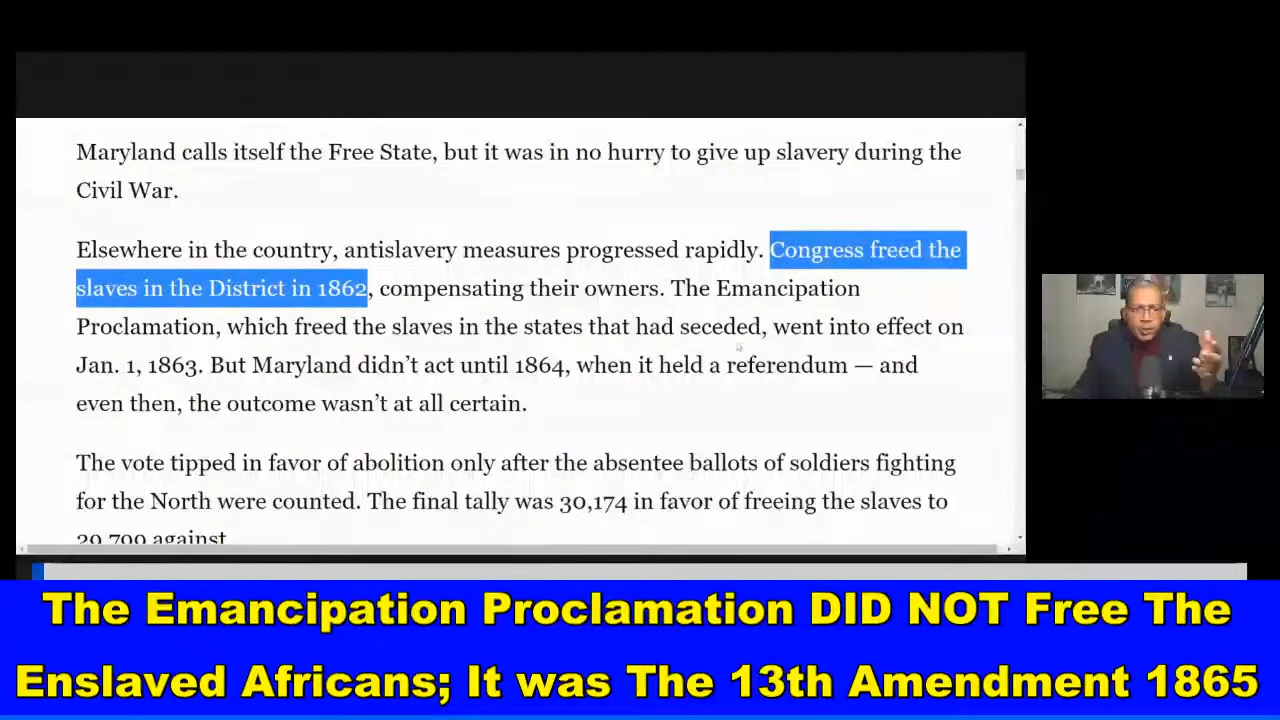 Maryland calls itself the Free State, but it was in no hurry to give up slavery during the
Civil War.
Elsewhere in the country, antislavery measures progressed rapidly. Congress freed the
slaves in the District in 1862, compensating their owners. The Emancipation
Proclamation, which freed the slaves in the states that had seceded, went into effect on
Jan. 1, 1863. But Maryland didn’t act until 1864, when it held a referendum — and
even then, the outcome wasn’t at all certain.
The vote tipped in favor of abolition only after the absentee ballots of soldiers fighting
for the North were counted. The final tally was 30,174 in favor of freeing the slaves to
29,799 against
The Emancipation Proclamation DID NOT Free The
Enslaved Africans; It was The 13th Amendment 1865